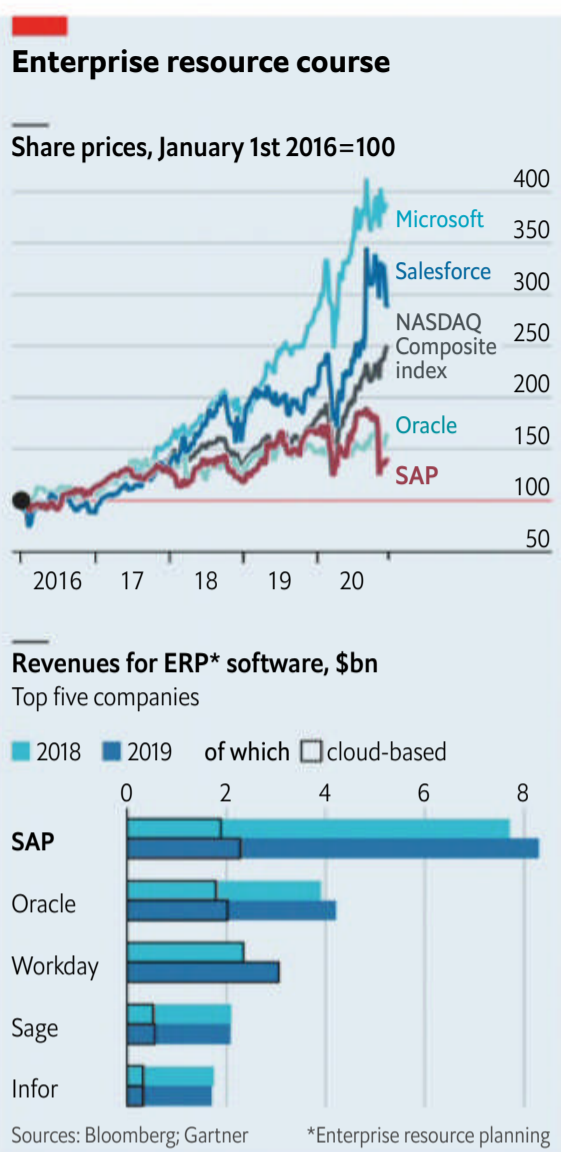 Enterprise resource course
Share prices, January 1st 2016=100
400
Microsoft
350
Salesforce
300
NASDAQ
Composite
index
250
200
Oracle
150
SAP
100
50
2016 17 18 19 20
Revenues for ERP* software, $bn
Top five companies
2018 2019 of which cloud-based
0 2 4 6 8
SAP
Oracle
Workday
Sage
Infor
Sources: Bloomberg; Gartner *Enterprise resource planning